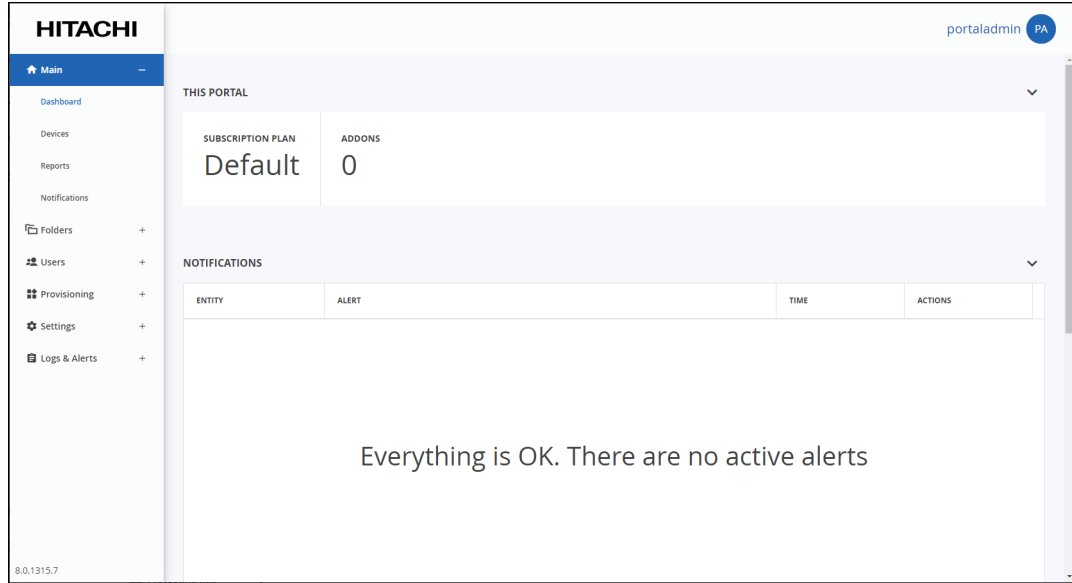 HITACHI
portaladmin PA
Main
Dashboard
Devices
Reports
Notifications
Folders
Users
Provisioning
Settings
Logs & Alerts
8.0.1315.7
THIS PORTAL
SUBSCRIPTION PLAN ADDONS
Default 0
NOTIFICATIONS
ENTITY ALERT TIME ACTIONS
Everything is OK. There are no active alerts